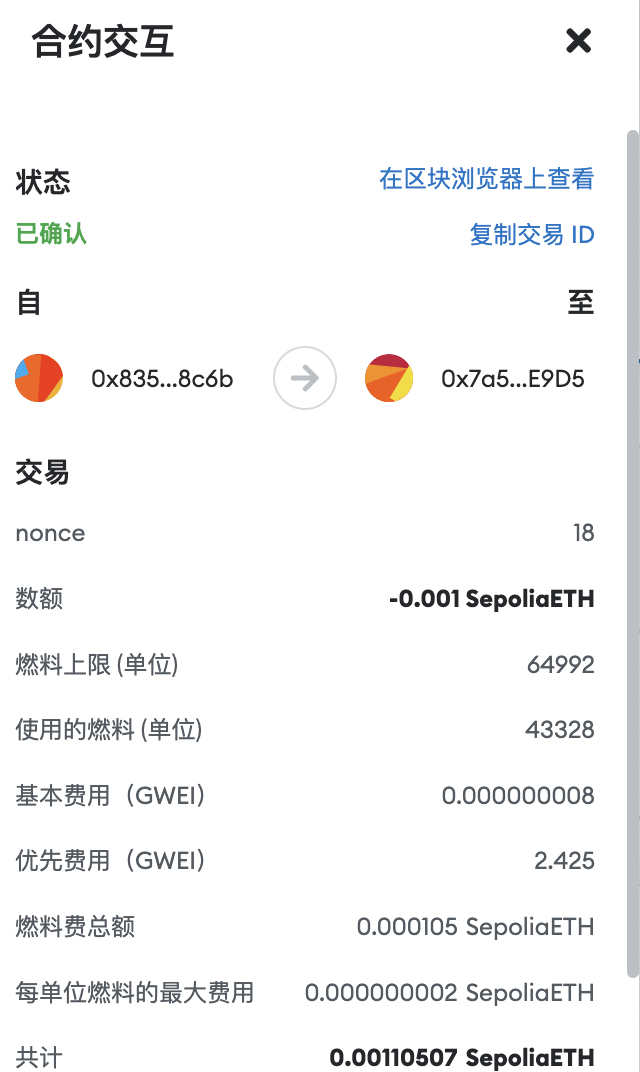 合约交互
状态
在区块浏览器上查看
已确认
复制交易 ID
自
至
0x835...8c6b
0x7a5...E9D5
交易
nonce
18
数额
-0.001 SepoliaETH
燃料上限 (单位)
64992
使用的燃料 (单位)
43328
基本费用（GWEI）
0.000000008
优先费用（GWEI）
2.425
燃料费总额
0.000105 SepoliaETH
每单位燃料的最大费用
0.000000002 SepoliaETH
共计
0.00110507 SepoliaETH